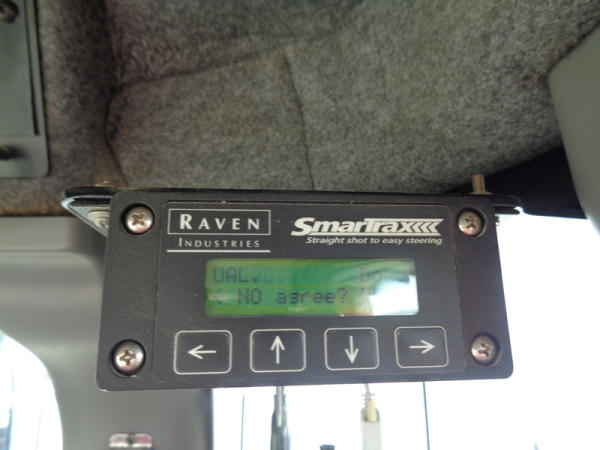 RAVEN
INDUSTRIES
SMARTRAX
Straight shot to easy steering
NO agree?